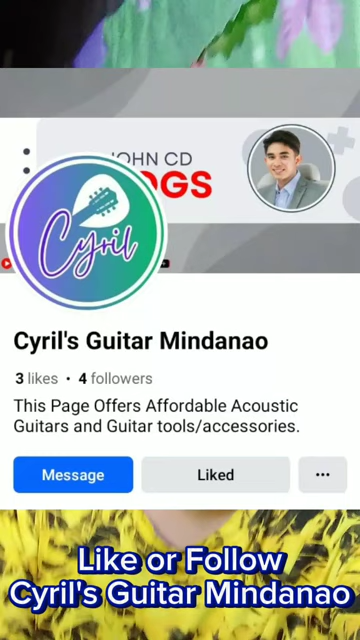 JOHN CD
Cyril
Cyril's Guitar Mindanao
3 likes • 4 followers
This Page Offers Affordable Acoustic
Guitars and Guitar tools/accessories.
Message
Liked
Like or Follow
Cyril's Guitar Mindanao